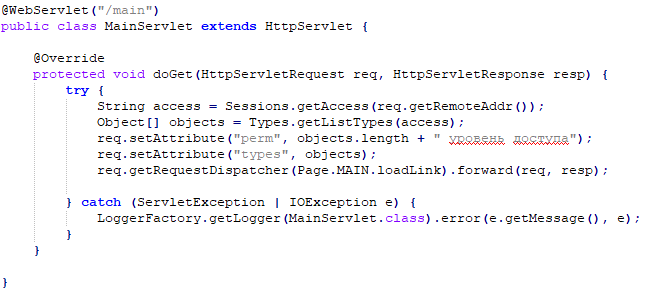 @WebServlet("/main")
public class MainServlet extends HttpServlet {
@Override
protected void doGet(HttpServletRequest req, HttpServletResponse resp) {
try {
String access = Sessions.getAccess(req.getRemoteAddr());
Object[] objects = Types.getListTypes(access);
req.setAttribute("perm", objects.length + " уровень доступа");
req.setAttribute("types", objects);
req.getRequestDispatcher(Page.MAIN.loadLink).forward(req, resp);
} catch (ServletException | IOException e) {
LoggerFactory.getLogger(MainServlet.class).error(e.getMessage(), e);
}
}
}